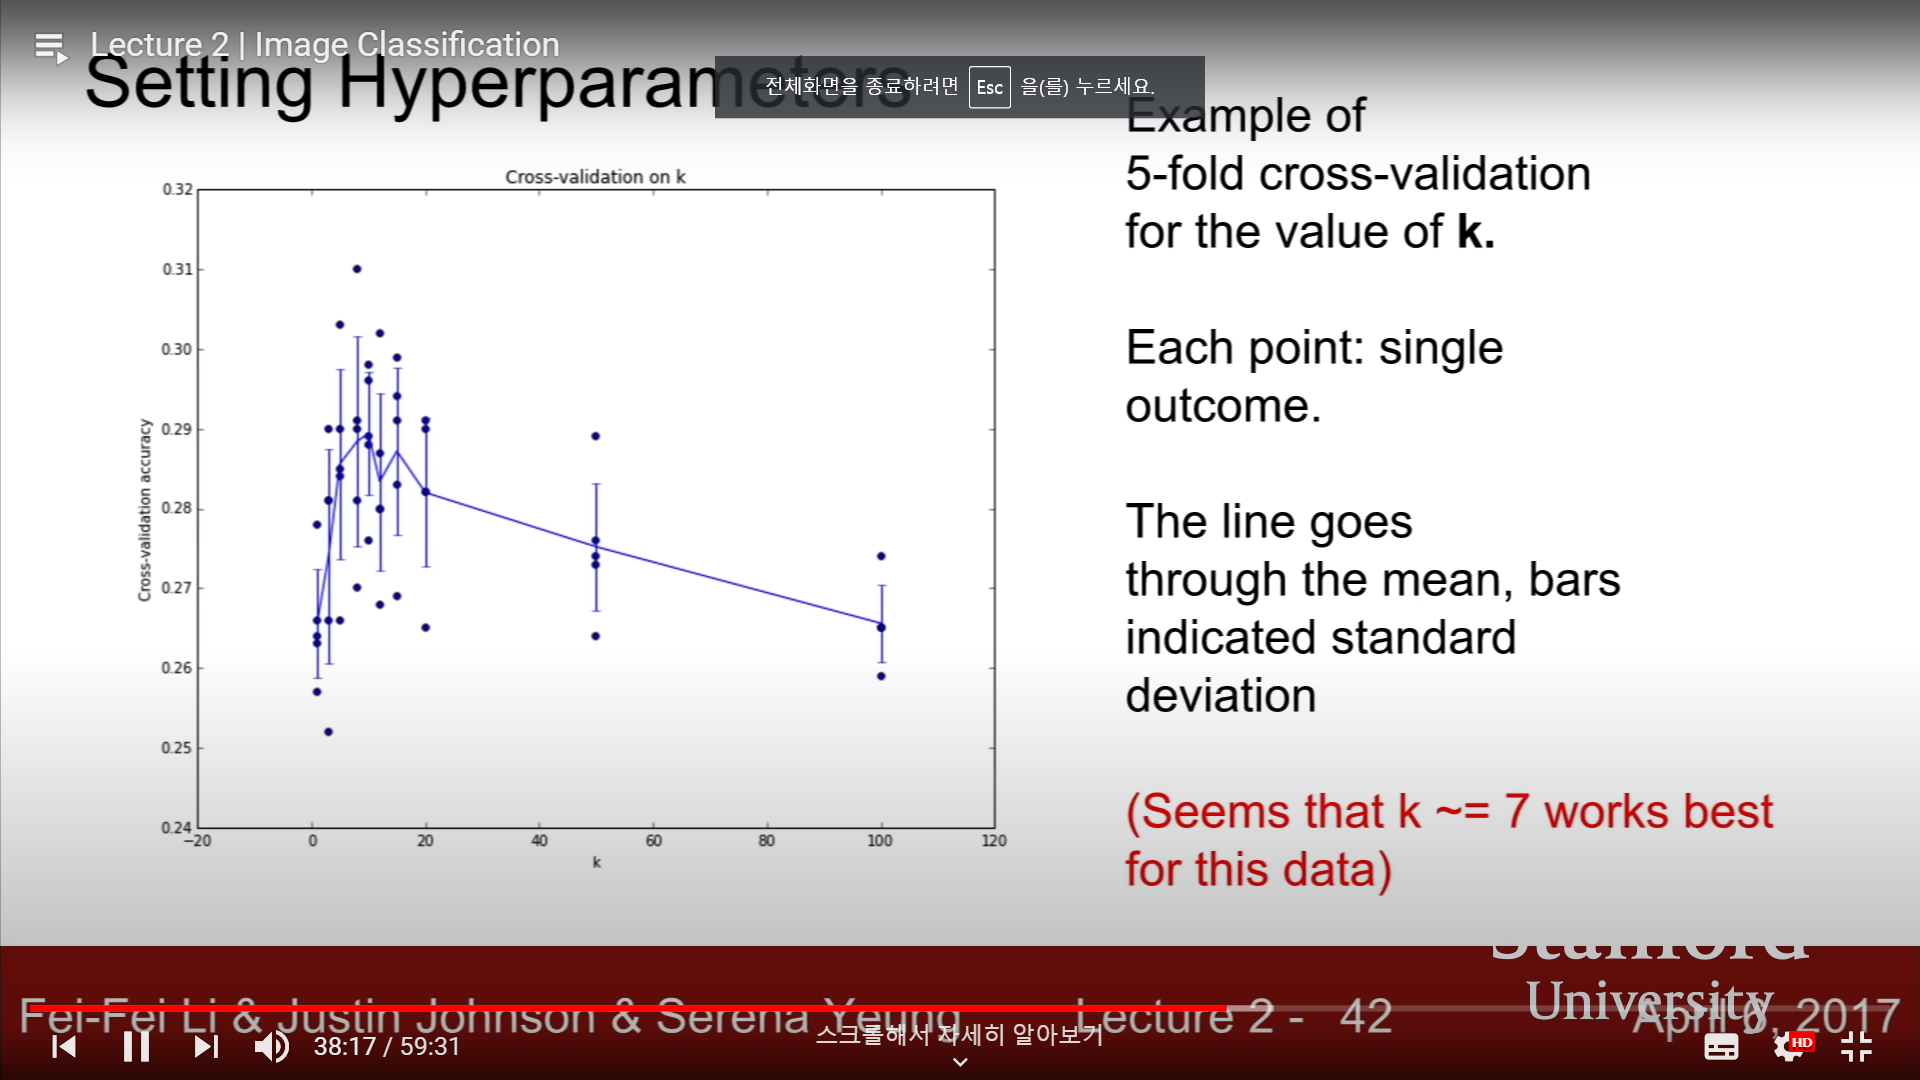 Lecture 2 | Image Classification
Setting Hyperparameters
전체화면을 종료하려면 Esc 을(를) 누르세요.
Example of
5-fold cross-validation
for the value of k.
Each point: single
outcome.
The line goes
through the mean, bars
indicated standard
deviation
(Seems that k ~= 7 works best
for this data)
Cross-validation on k
0.32
0.31
0.30
0.29
0.28
0.27
0.26
0.25
0.24
Cross-validation accuracy
−20 0 20 40 60 80 100 120
k
Stanford
University
Fei-Fei Li & Justin Johnson & Serena Yeung Lecture 2 - 42 April 6, 2017
스크롤해서 자세히 알아보기
38:17 / 59:31
HD